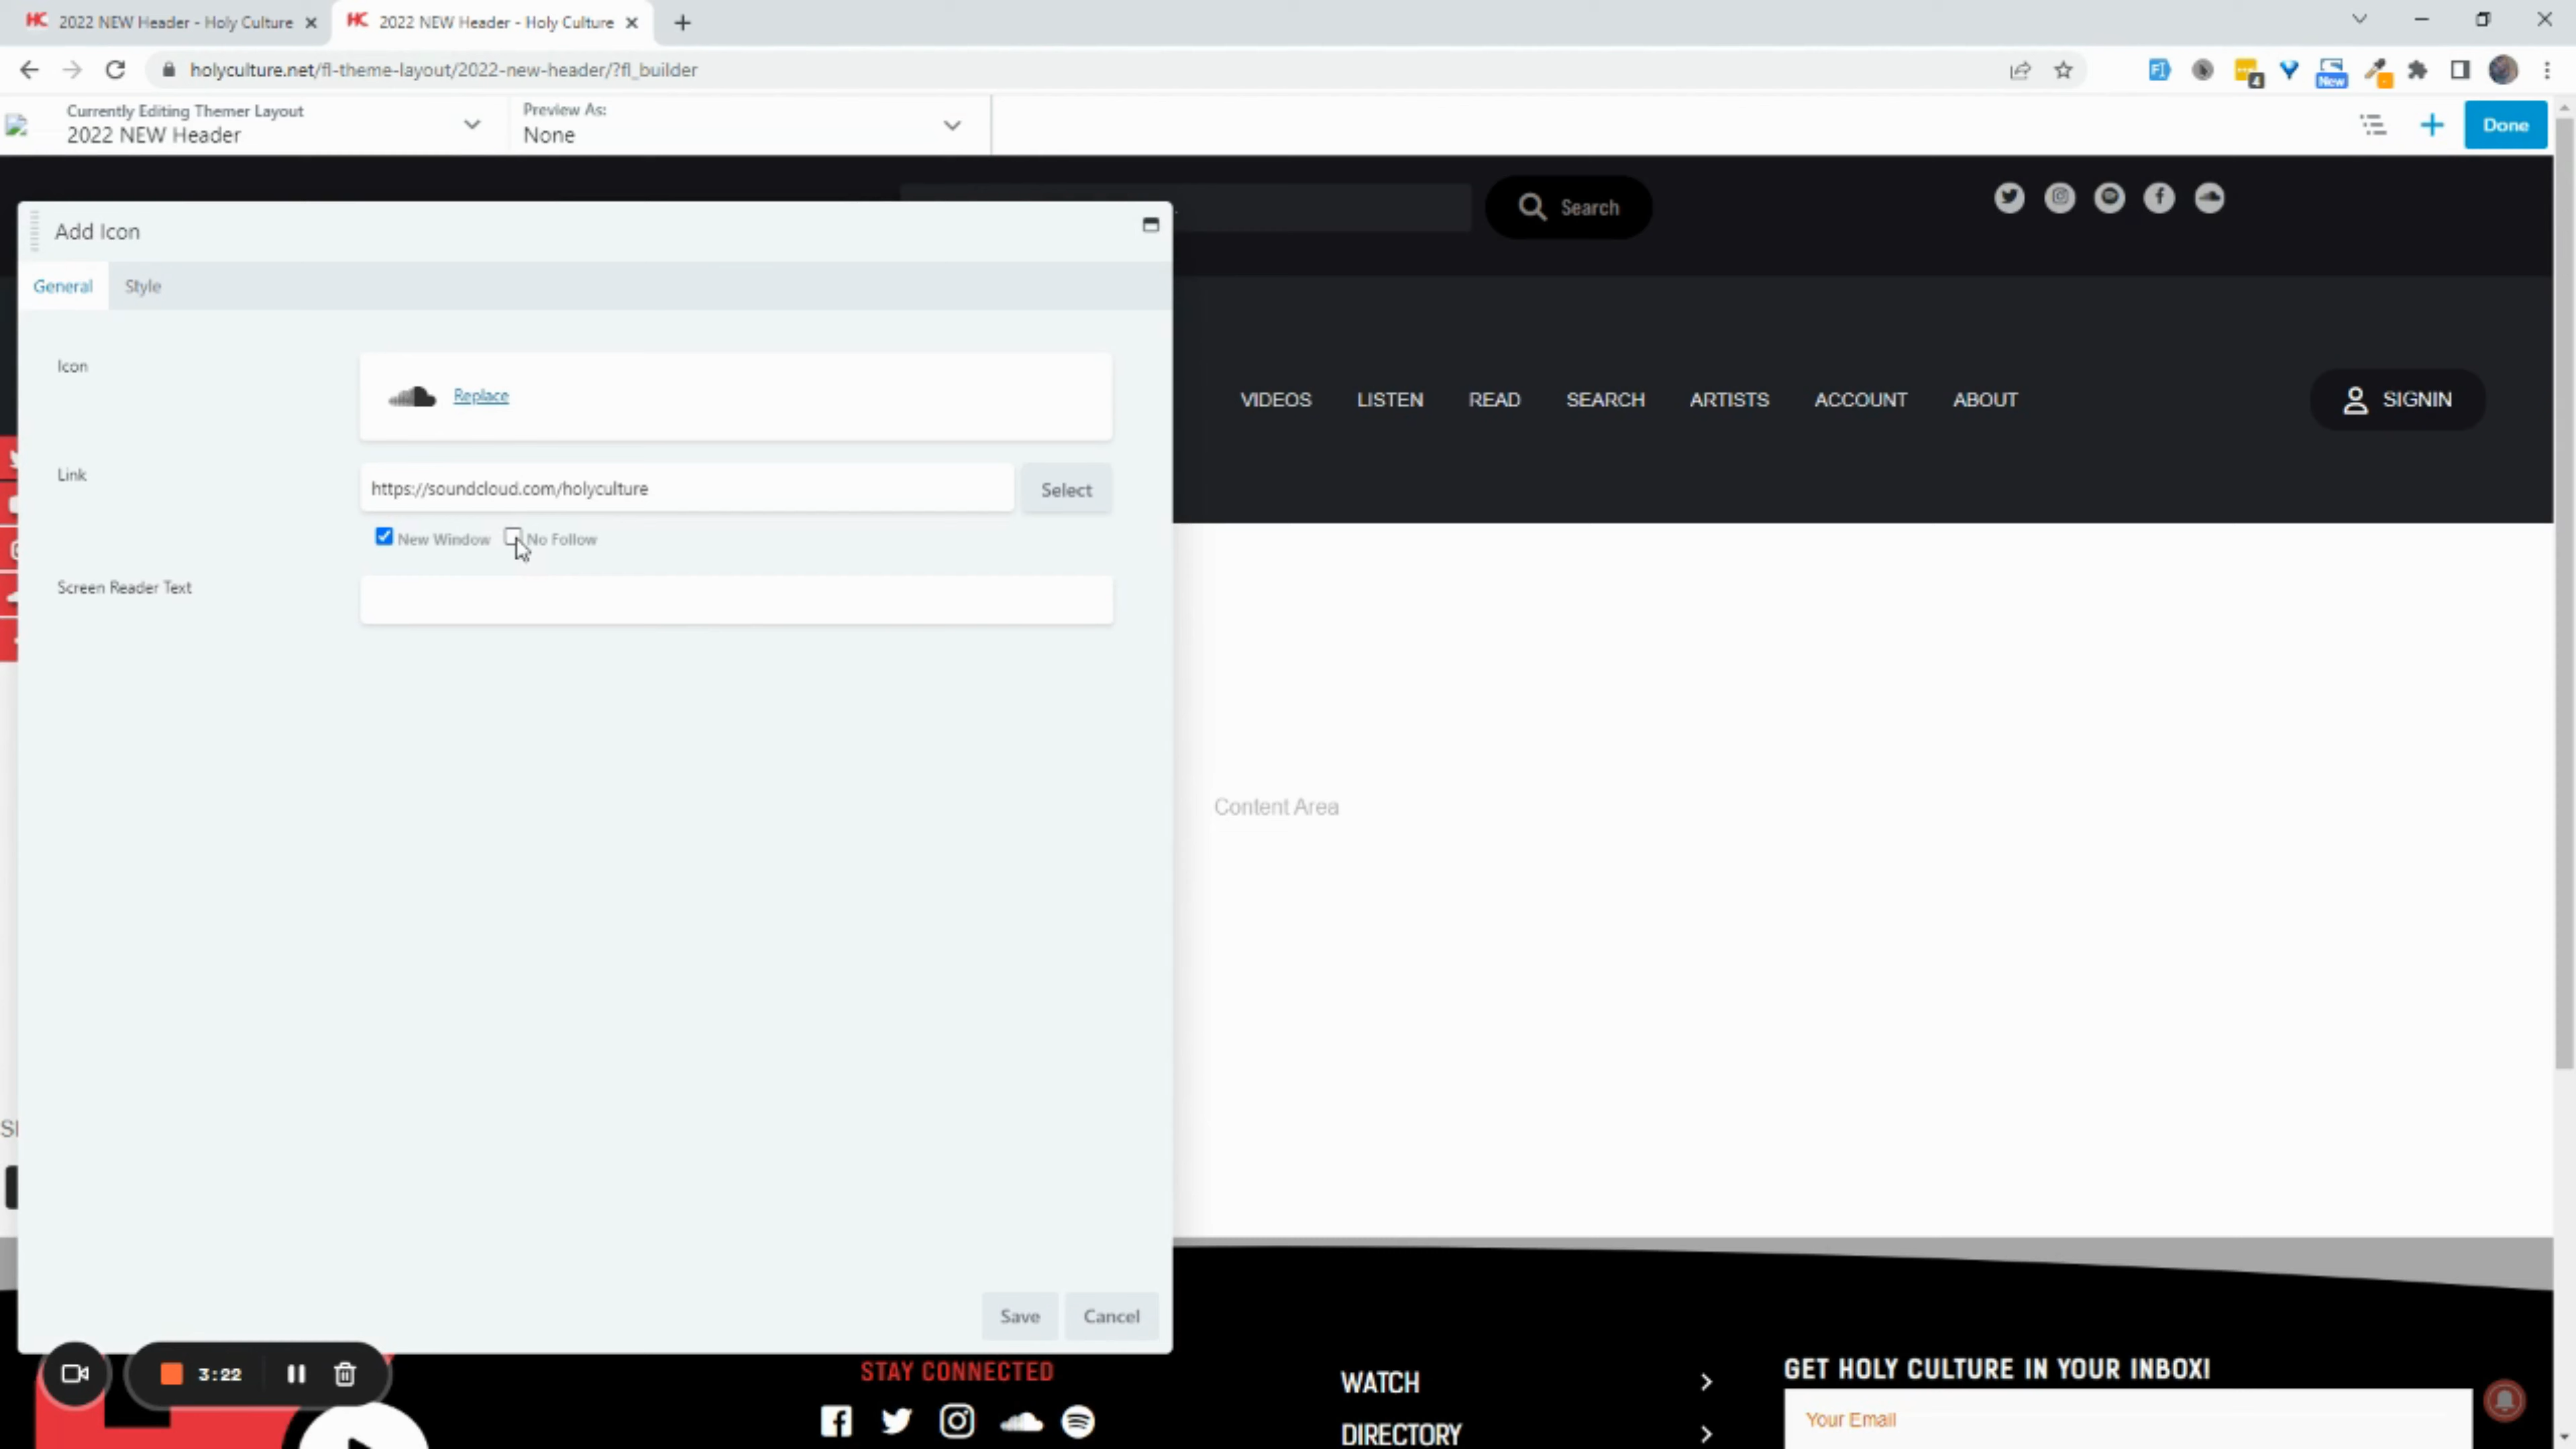 HC 2022 NEW Header - Holy Culture
HC 2022 NEW Header - Holy Culture
holyculture.net/fl-theme-layout/2022-new-header/?fl_builder
4
New
Currently Editing Themer Layout
2022 NEW Header
Preview As:
None
Done
Search
Add Icon
General
Style
Icon
Replace
Link
https://soundcloud.com/holyculture
Select
New Window
No Follow
Screen Reader Text
VIDEOS
LISTEN
READ
SEARCH
ARTISTS
ACCOUNT
ABOUT
SIGNIN
Content Area
Save
Cancel
3:22
STAY CONNECTED
WATCH
DIRECTORY
GET HOLY CULTURE IN YOUR INBOX!
Your Email